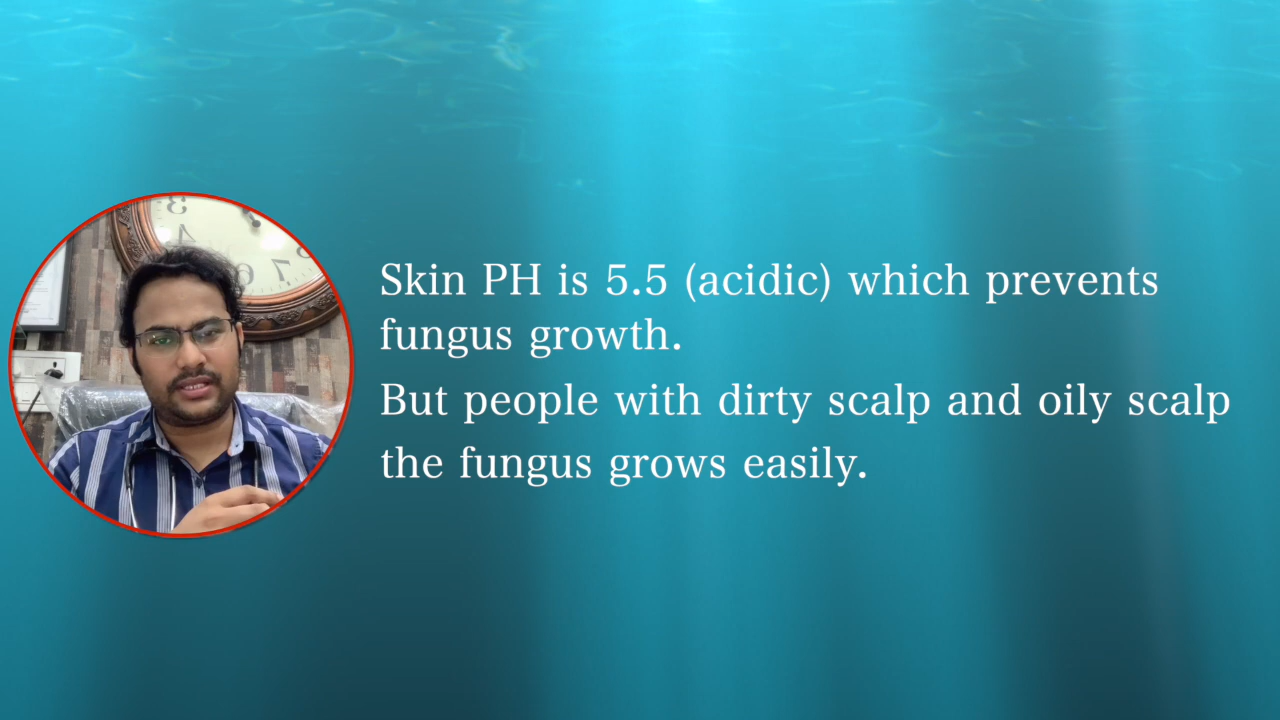 Skin PH is 5.5 (acidic) which prevents
fungus growth.
But people with dirty scalp and oily scalp
the fungus grows easily.